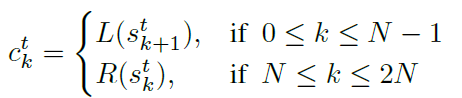 c_k^t = { L(s_{k+1}^t), if 0 ≤ k ≤ N − 1
R(s_k^t), if N ≤ k ≤ 2N